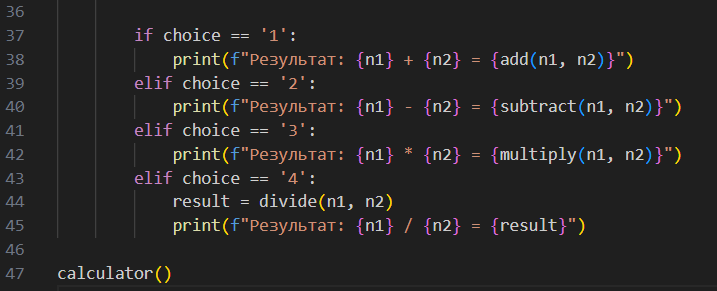 36
37 if choice == '1':
38 print(f"Результат: {n1} + {n2} = {add(n1, n2)}")
39 elif choice == '2':
40 print(f"Результат: {n1} - {n2} = {subtract(n1, n2)}")
41 elif choice == '3':
42 print(f"Результат: {n1} * {n2} = {multiply(n1, n2)}")
43 elif choice == '4':
44 result = divide(n1, n2)
45 print(f"Результат: {n1} / {n2} = {result}")
46
47 calculator()